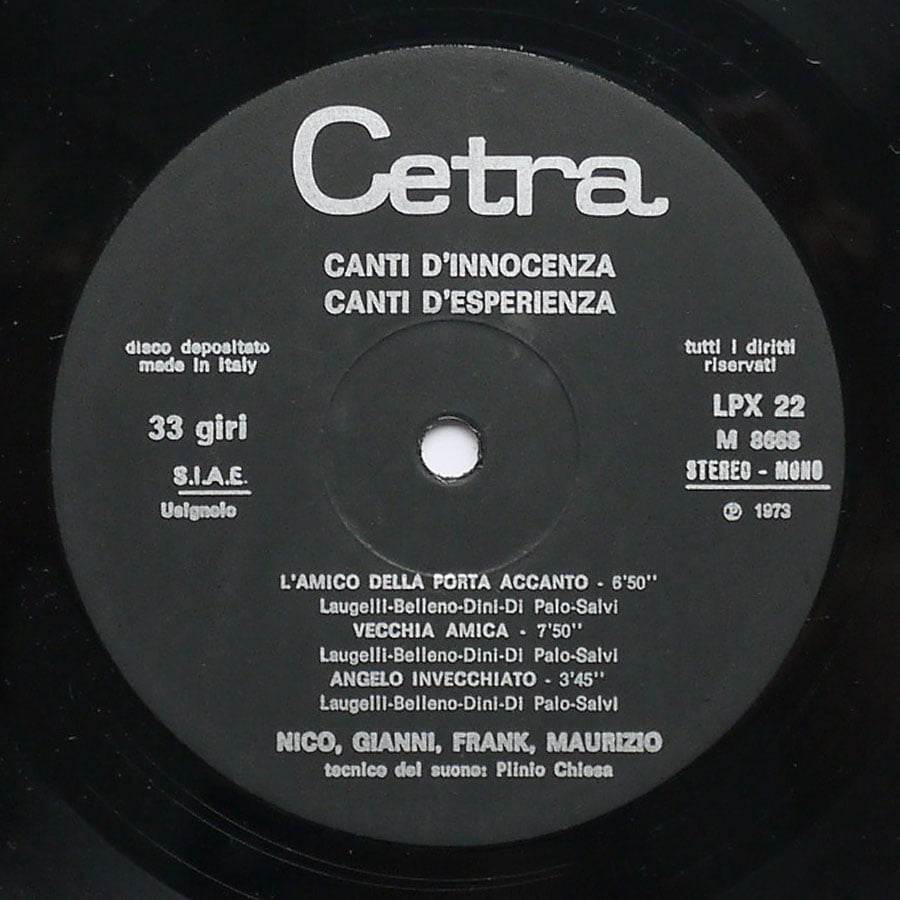 Cetra
CANTI D'INNOCENZA
CANTI D'ESPERIENZA
disco depositato
made in Italy
tutti i diritti
riservati
33 giri
LPX 22
M 8668
S.I.A.E.
STEREO - MONO
Usignolo
℗ 1973
L'AMICO DELLA PORTA ACCANTO - 6'50''
Laugelli-Belleno-Dini-Di Palo-Salvi
VECCHIA AMICA - 7'50''
Laugelli-Belleno-Dini-Di Palo-Salvi
ANGELO INVECCHIATO - 3'45''
Laugelli-Belleno-Dini-Di Palo-Salvi
NICO, GIANNI, FRANK, MAURIZIO
tecnico del suono: Plinio Chiesa